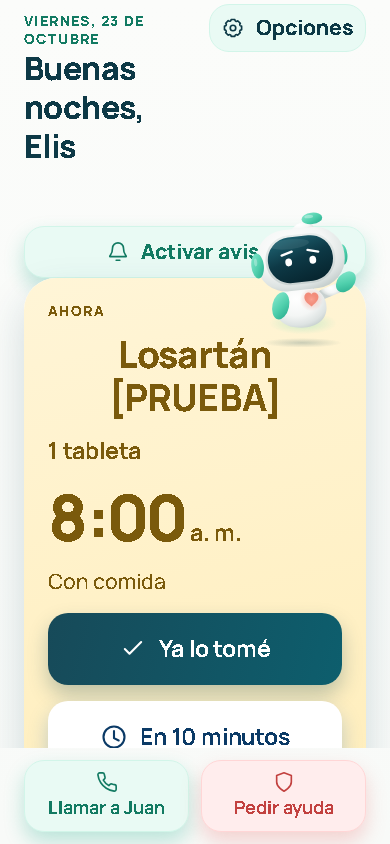 VIERNES, 23 DE
OCTUBRE
Opciones
Buenas
noches,
Elis
Activar avis
AHORA
Losartán
[PRUEBA]
1 tableta
8:00 a. m.
Con comida
Ya lo tomé
En 10 minutos
Llamar a Juan
Pedir ayuda